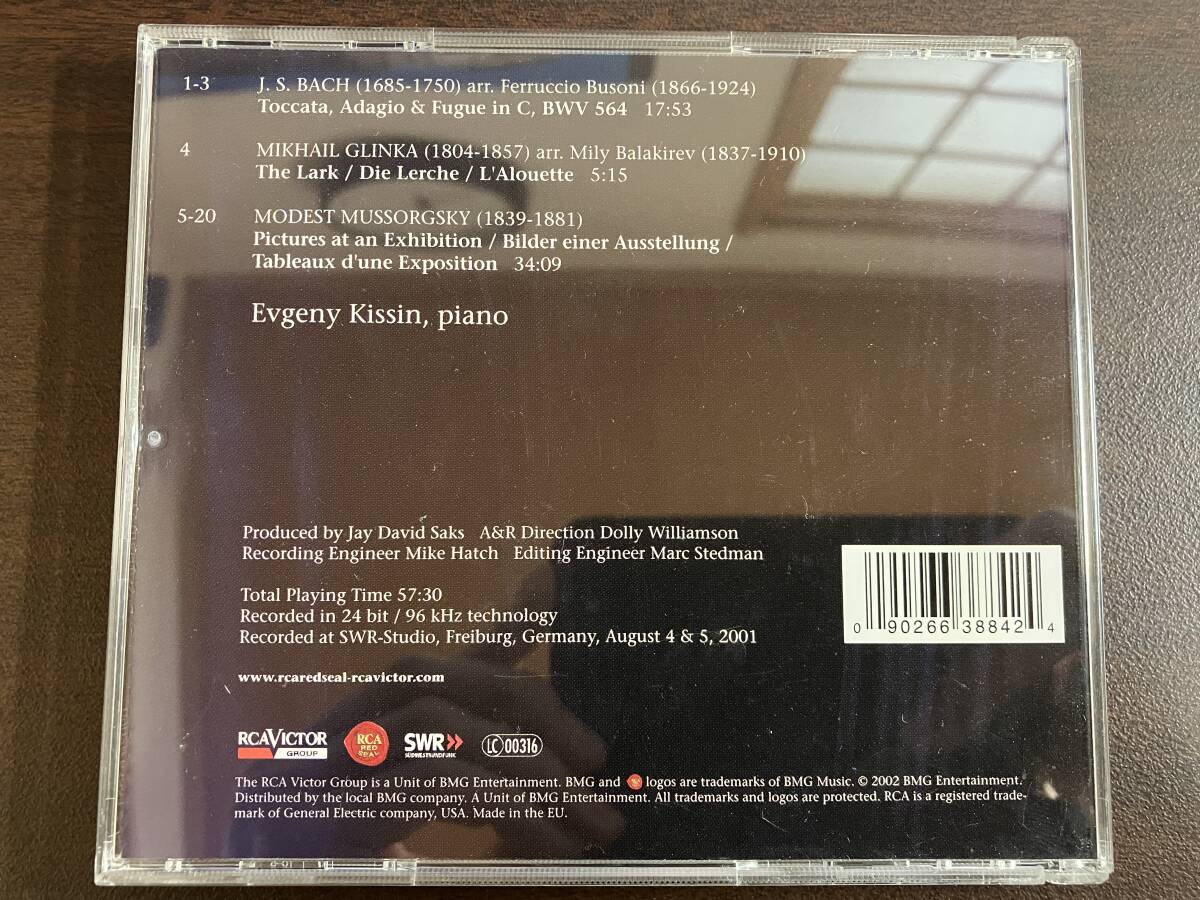 1-3 J. S. BACH (1685-1750) arr. Ferruccio Busoni (1866-1924)
Toccata, Adagio & Fugue in C, BWV 564 17:53
4 MIKHAIL GLINKA (1804-1857) arr. Mily Balakirev (1837-1910)
The Lark / Die Lerche / L'Alouette 5:15
5-20 MODEST MUSSORGSKY (1839-1881)
Pictures at an Exhibition / Bilder einer Ausstellung /
Tableaux d'une Exposition 34:09
Evgeny Kissin, piano
Produced by Jay David Saks A&R Direction Dolly Williamson
Recording Engineer Mike Hatch Editing Engineer Marc Stedman
Total Playing Time 57:30
Recorded in 24 bit / 96 kHz technology
Recorded at SWR-Studio, Freiburg, Germany, August 4 & 5, 2001
0 90266 38842 4
www.rcaredseal-rcavictor.com
RCA VICTOR
GROUP
RCA
RED
SEAL
SWR
SÜDWESTRUNDFUNK
LC 00316
The RCA Victor Group is a Unit of BMG Entertainment. BMG and logos are trademarks of BMG Music. © 2002 BMG Entertainment.
Distributed by the local BMG company. A Unit of BMG Entertainment. All trademarks and logos are protected. RCA is a registered trade-
mark of General Electric company, USA. Made in the EU.